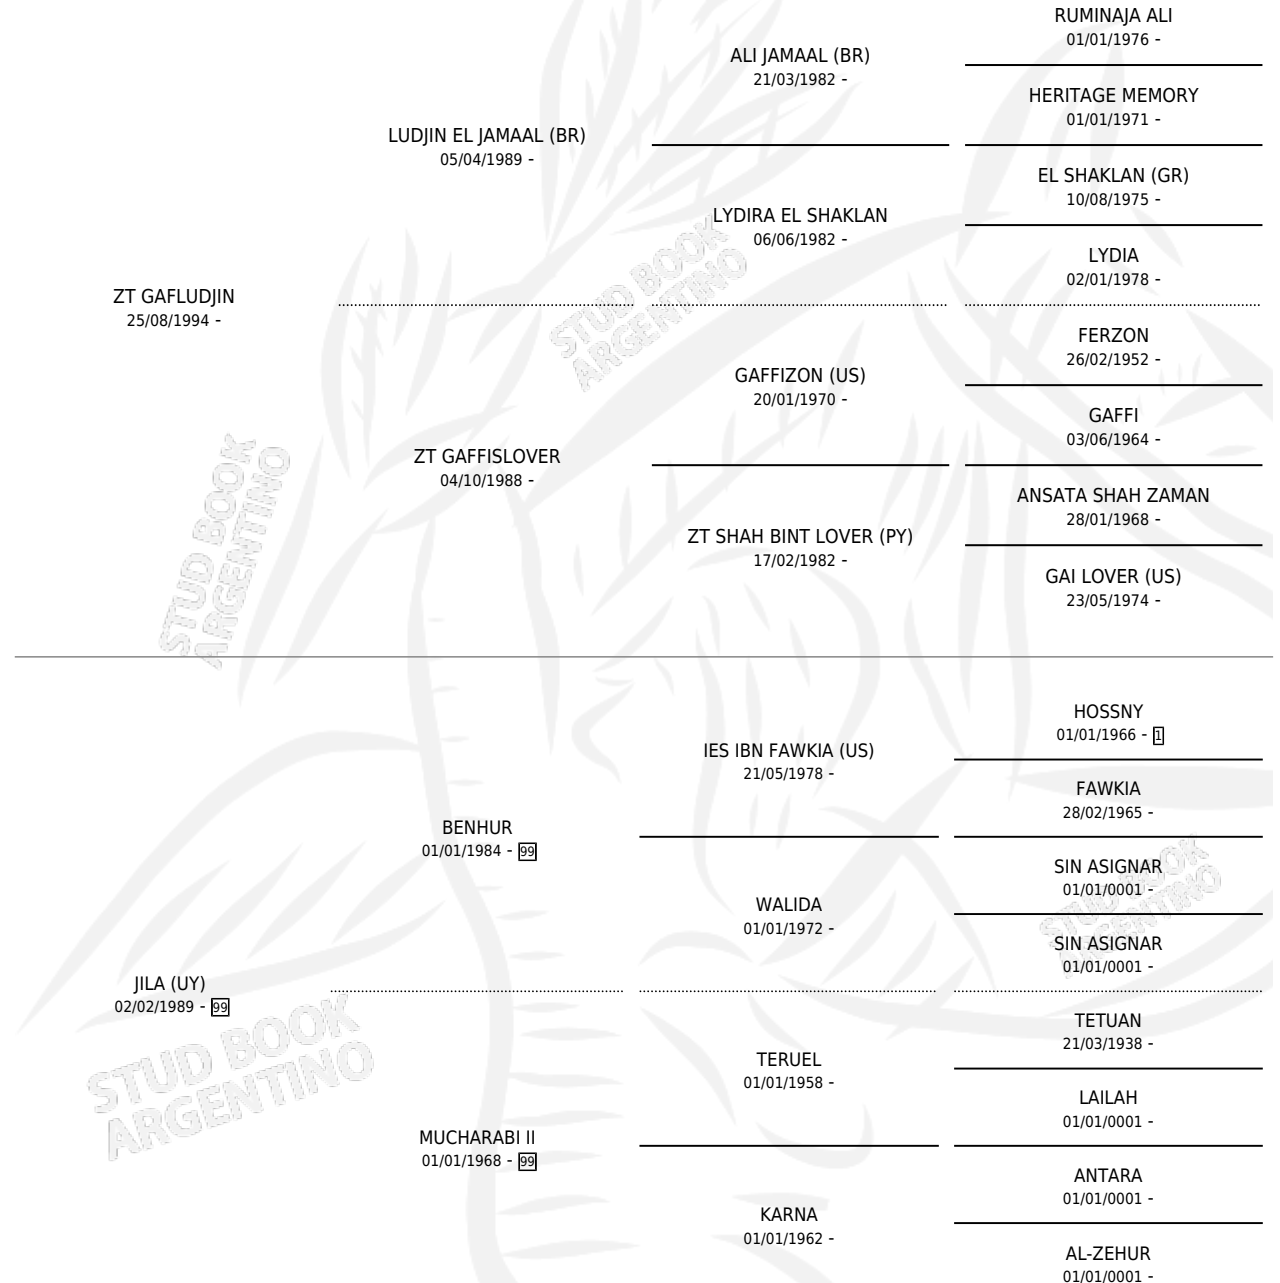 RUMINAJA ALI
01/01/1976 -
ALI JAMAAL (BR)
21/03/1982 -
HERITAGE MEMORY
01/01/1971 -
LUDJIN EL JAMAAL (BR)
05/04/1989 -
EL SHAKLAN (GR)
10/08/1975 -
LYDIRA EL SHAKLAN
06/06/1982 -
LYDIA
02/01/1978 -
ZT GAFLUDJIN
25/08/1994 -
FERZON
26/02/1952 -
GAFFIZON (US)
20/01/1970 -
GAFFI
03/06/1964 -
ZT GAFFISLOVER
04/10/1988 -
ANSATA SHAH ZAMAN
28/01/1968 -
ZT SHAH BINT LOVER (PY)
17/02/1982 -
GAI LOVER (US)
23/05/1974 -
STUD BOOK
ARGENTINO
STUD BOOK
ARGENTINO
HOSSNY
01/01/1966 - 1
IES IBN FAWKIA (US)
21/05/1978 -
FAWKIA
28/02/1965 -
BENHUR
01/01/1984 - 99
SIN ASIGNAR
01/01/0001 -
WALIDA
01/01/1972 -
SIN ASIGNAR
01/01/0001 -
STUD BOOK
ARGENTINO
JILA (UY)
02/02/1989 - 99
TETUAN
21/03/1938 -
TERUEL
01/01/1958 -
LAILAH
01/01/0001 -
STUD BOOK
ARGENTINO
MUCHARABI II
01/01/1968 - 99
ANTARA
01/01/0001 -
KARNA
01/01/1962 -
AL-ZEHUR
01/01/0001 -